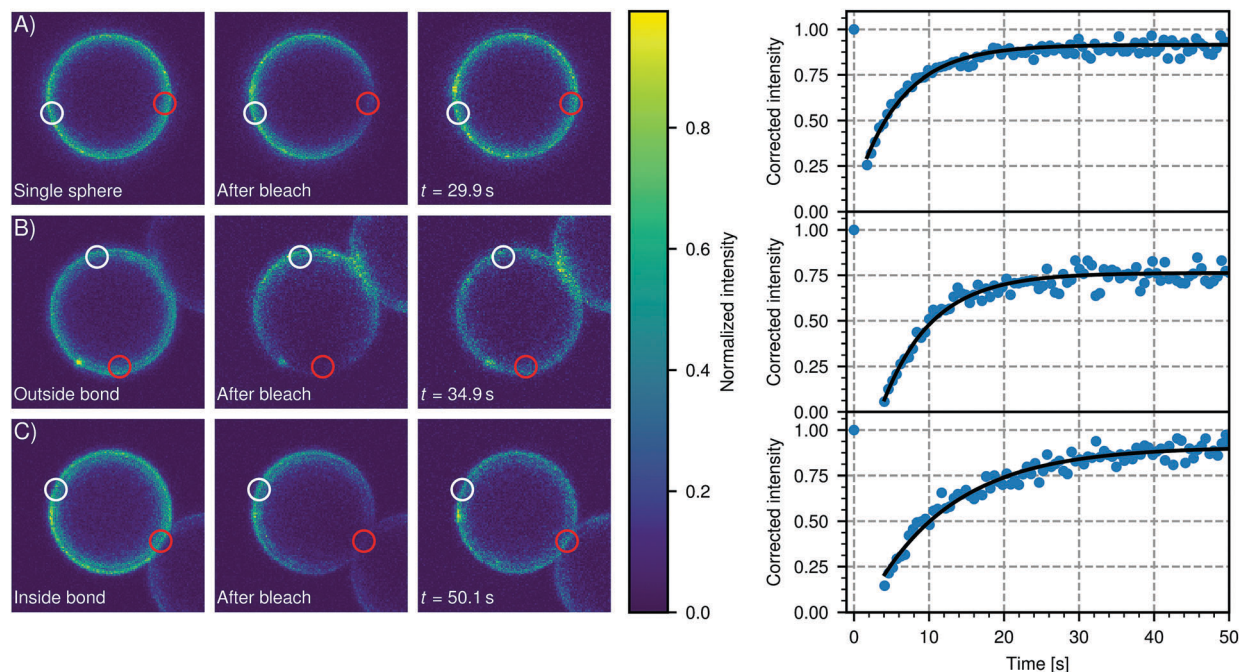 A)
Single sphere
After bleach
t = 29.9 s
B)
Outside bond
After bleach
t = 34.9 s
C)
Inside bond
After bleach
t = 50.1 s
0.8
0.6
0.4
0.2
0.0
Normalized intensity
1.00
0.75
0.50
0.25
0.00
Corrected intensity
1.00
0.75
0.50
0.25
0.00
Corrected intensity
1.00
0.75
0.50
0.25
0.00
Corrected intensity
0 10 20 30 40 50
Time [s]